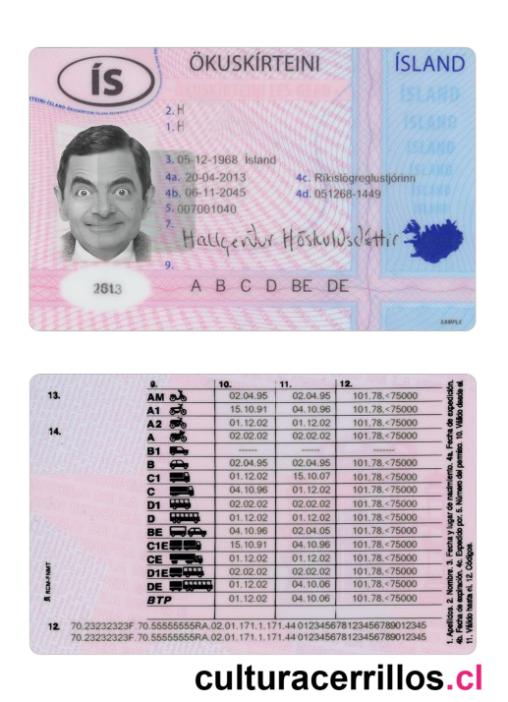 ÖKUSKÍRTEINI
ÍSLAND
ÍS
2. H
1. H
3. 05-12-1968 Ísland
4a. 20-04-2013 4c. Ríkislögreglustjórinn
4b. 06-11-2045 4d. 051268-1449
5. 007001040
7.
Hallgerður Höskuldsdóttir
9.
A B C D BE DE
2013
SAMPLE
9. 10. 11. 12.
13.
14.
AM 02.04.95 02.04.95 101.78.<75000
A1 15.10.91 04.10.96 101.78.<75000
A2 01.12.02 01.12.02 101.78.<75000
A 02.02.02 02.02.02 101.78.<75000
B1 ------ ------ ------
B 02.04.95 02.04.95 101.78.<75000
C1 01.12.02 15.10.07 101.78.<75000
C 04.10.96 01.12.02 101.78.<75000
D1 02.02.02 02.02.02 101.78.<75000
D 01.12.02 01.12.02 101.78.<75000
BE 04.10.96 02.04.05 101.78.<75000
C1E 15.10.91 04.10.96 101.78.<75000
CE 01.12.02 01.12.02 101.78.<75000
D1E 02.02.02 02.02.02 101.78.<75000
DE 01.12.02 04.10.06 101.78.<75000
BTP 01.12.02 04.10.06 101.78.<75000
RCM-FNMT
1. Apellidos. 2. Nombre. 3. Fecha y lugar de nacimiento. 4a. Fecha de expedición.
4b. Fecha de expiración. 4c. Expedido por. 5. Número del permiso. 10. Válido desde el.
11. Válido hasta el. 12. Códigos.
12. 70.23232323F.70.55555555RA.02.01.171.1.171.44 012345678123456789012345
70.23232323F.70.55555555RA.02.01.171.1.171.44 012345678123456789012345
culturacerrillos.cl